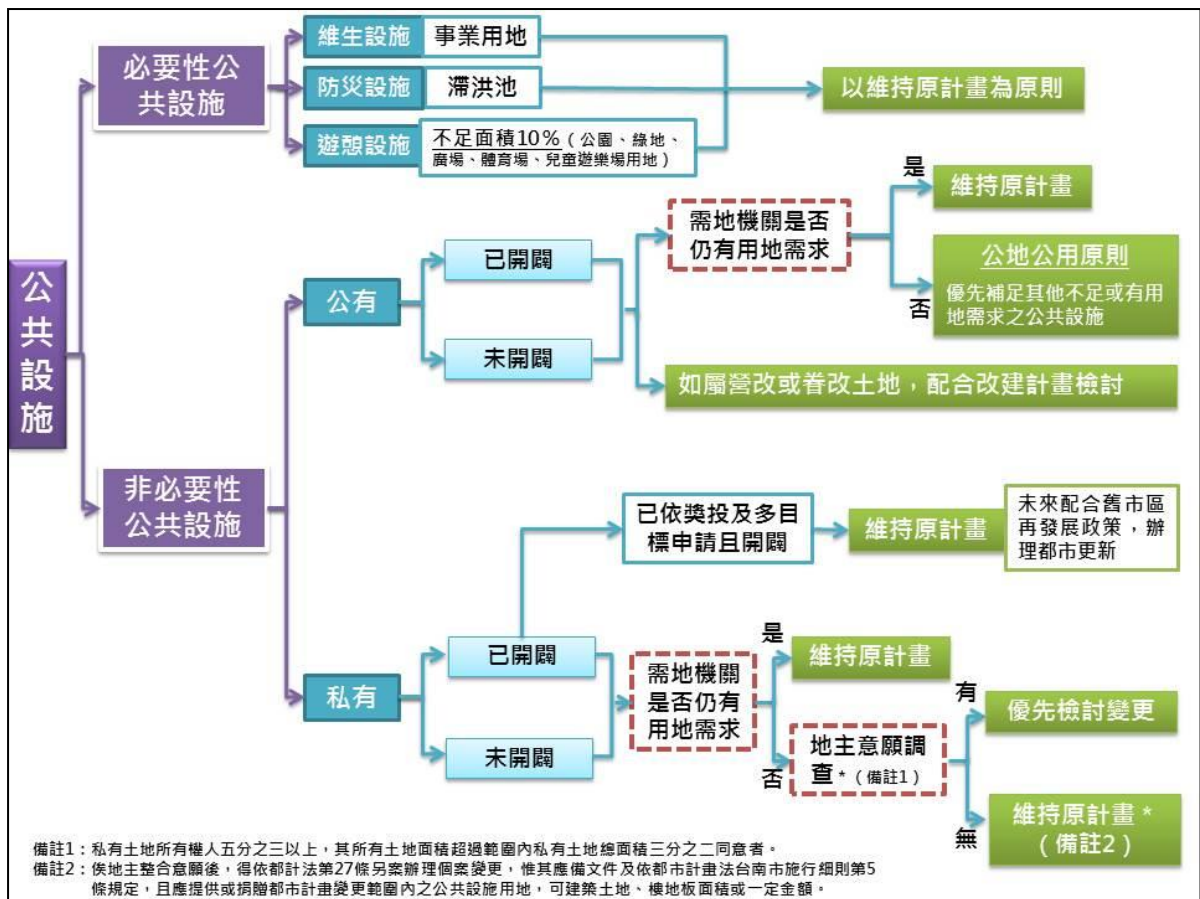 公
共
設
施
必要性公
共設施
維生設施
事業用地
防災設施
滯洪池
遊憩設施
不足面積10%（公園、綠地、
廣場、體育場、兒童遊樂場用地）
以維持原計畫為原則
非必要性
公共設施
公有
已開闢
未開闢
需地機關是否
仍有用地需求
是
維持原計畫
否
公地公用原則
優先補足其他不足或有用
地需求之公共設施
如屬營改或眷改土地，配合改建計畫檢討
私有
已開闢
未開闢
已依獎投及多目
標申請且開闢
維持原計畫
未來配合舊市區
再發展政策，辦
理都市更新
需地機關
是否仍有
用地需求
是
維持原計畫
否
地主意願調
查*（備註1）
有
優先檢討變更
無
維持原計畫*
（備註2）
備註1：私有土地所有權人五分之三以上，其所有土地面積超過範圍內私有土地總面積三分之二同意者。
備註2：俟地主整合意願後，得依都計法第27條另案辦理個案變更，惟其應備文件及依都市計畫法台南市施行細則第5
條規定，且應提供或捐贈都市計畫變更範圍內之公共設施用地，可建築土地、樓地板面積或一定金額。